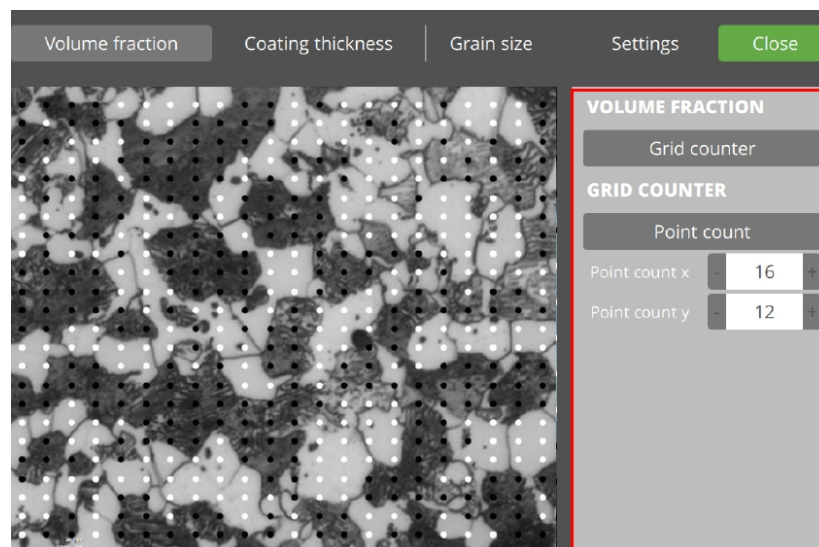 Volume fraction Coating thickness Grain size Settings Close
VOLUME FRACTION
Grid counter
GRID COUNTER
Point count
Point count x - 16 +
Point count y - 12 +